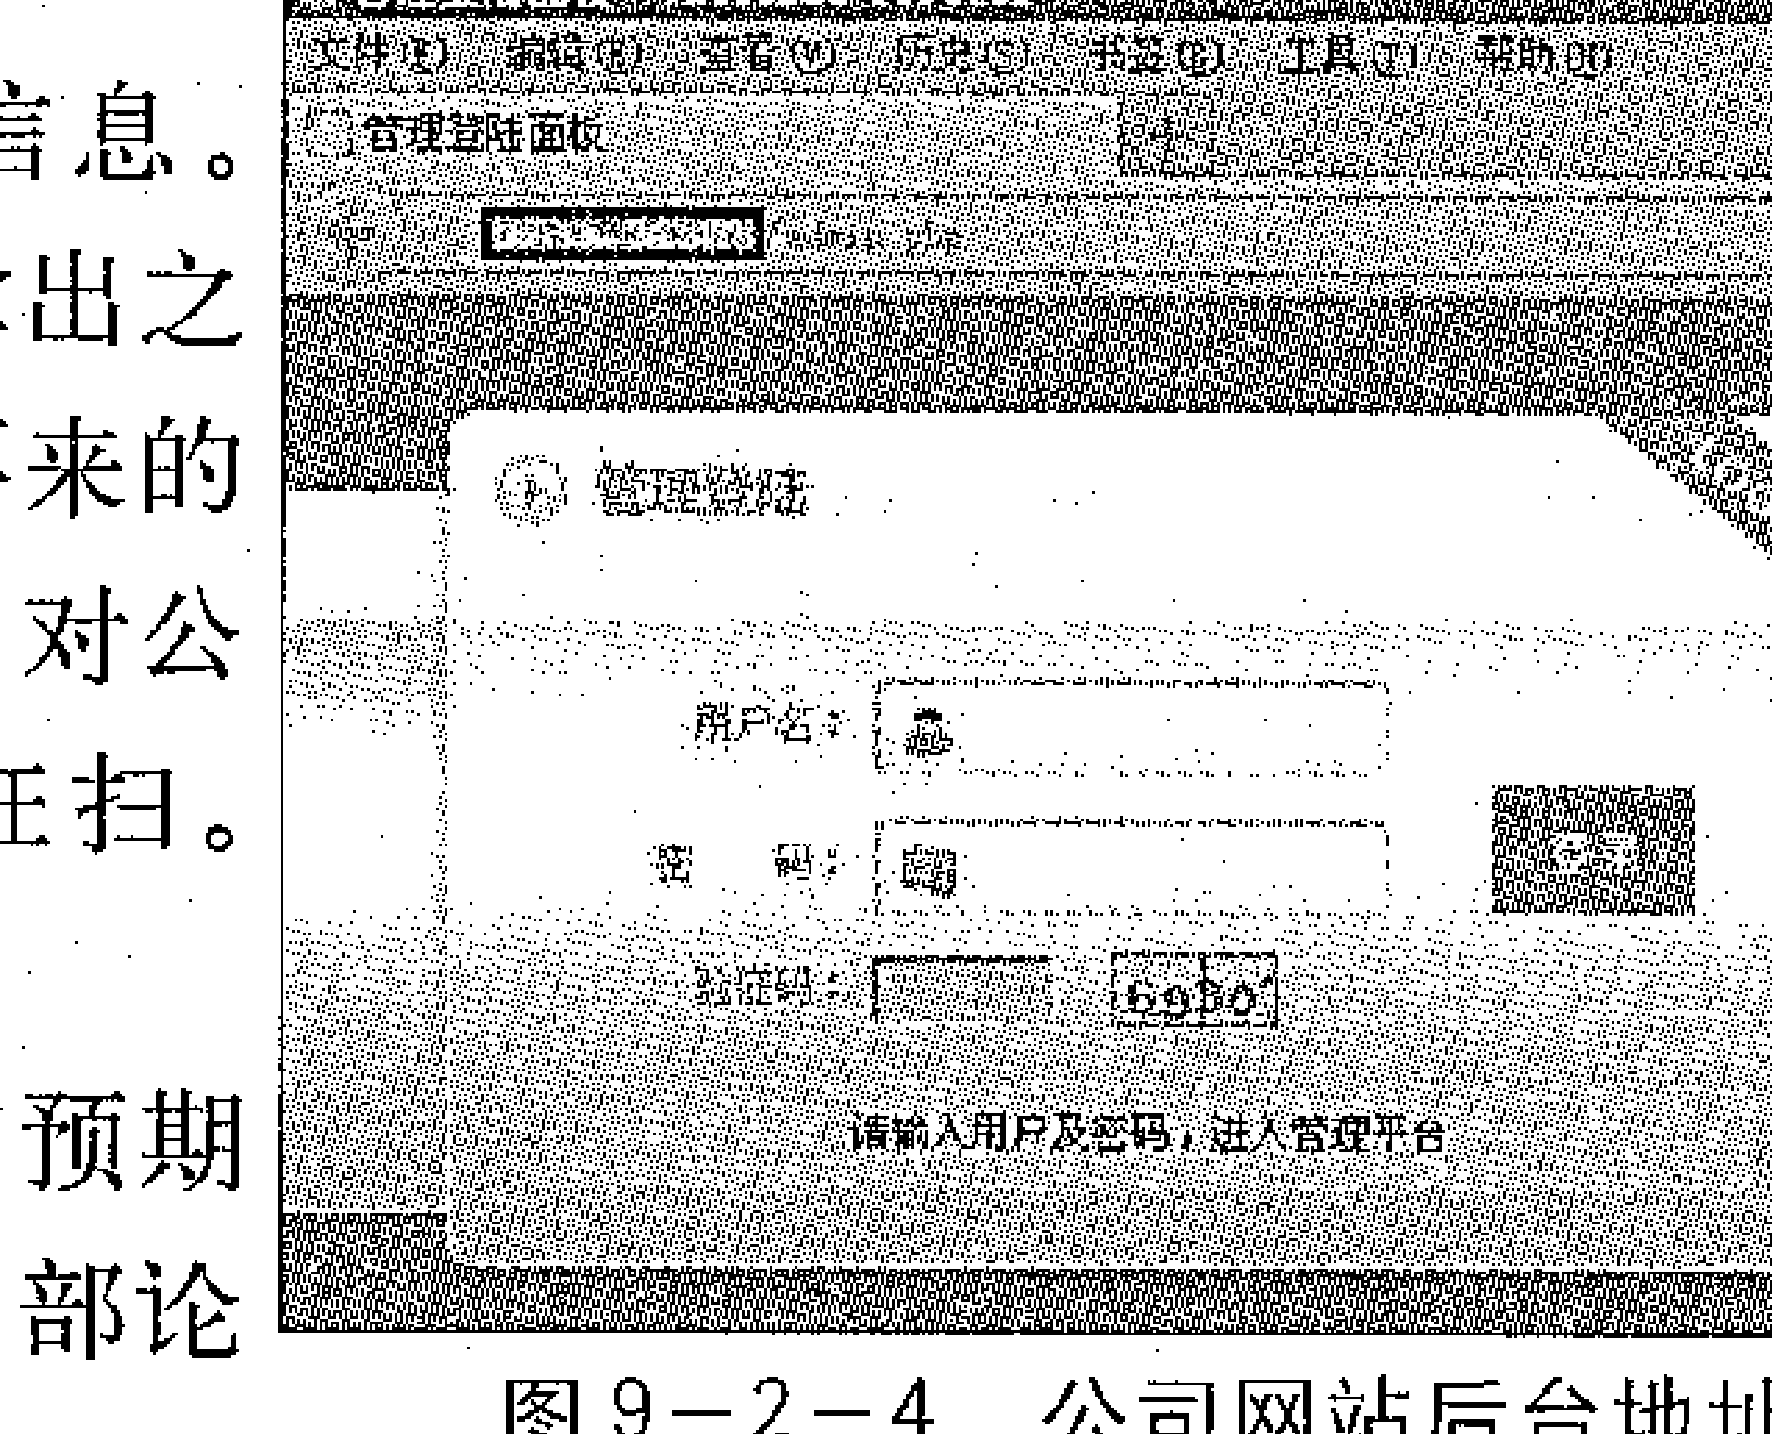 信息。
出之
来的
对公
狂扫。
预期
部论
文件(F) 编辑(E) 查看(V) 历史(S) 书签(B) 工具(T) 帮助(H)
管理登陆面板
管理登陆
用户名：
密 码：
验证码：
请输入用户及密码，进入管理平台
图9-2-4 公司网站后台地址